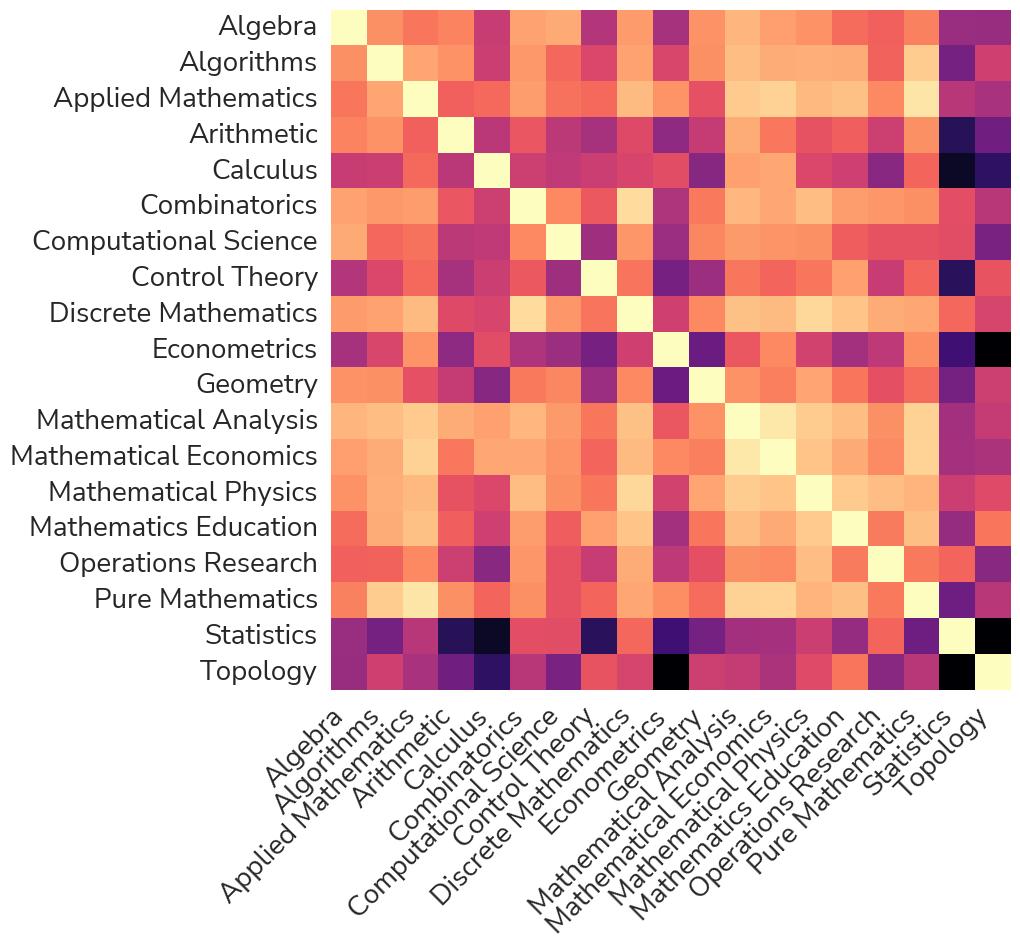 Algebra
Algorithms
Applied Mathematics
Arithmetic
Calculus
Combinatorics
Computational Science
Control Theory
Discrete Mathematics
Econometrics
Geometry
Mathematical Analysis
Mathematical Economics
Mathematical Physics
Mathematics Education
Operations Research
Pure Mathematics
Statistics
Topology
Algebra
Algorithms
Applied Mathematics
Arithmetic
Calculus
Combinatorics
Computational Science
Control Theory
Discrete Mathematics
Econometrics
Geometry
Mathematical Analysis
Mathematical Economics
Mathematical Physics
Mathematics Education
Operations Research
Pure Mathematics
Statistics
Topology